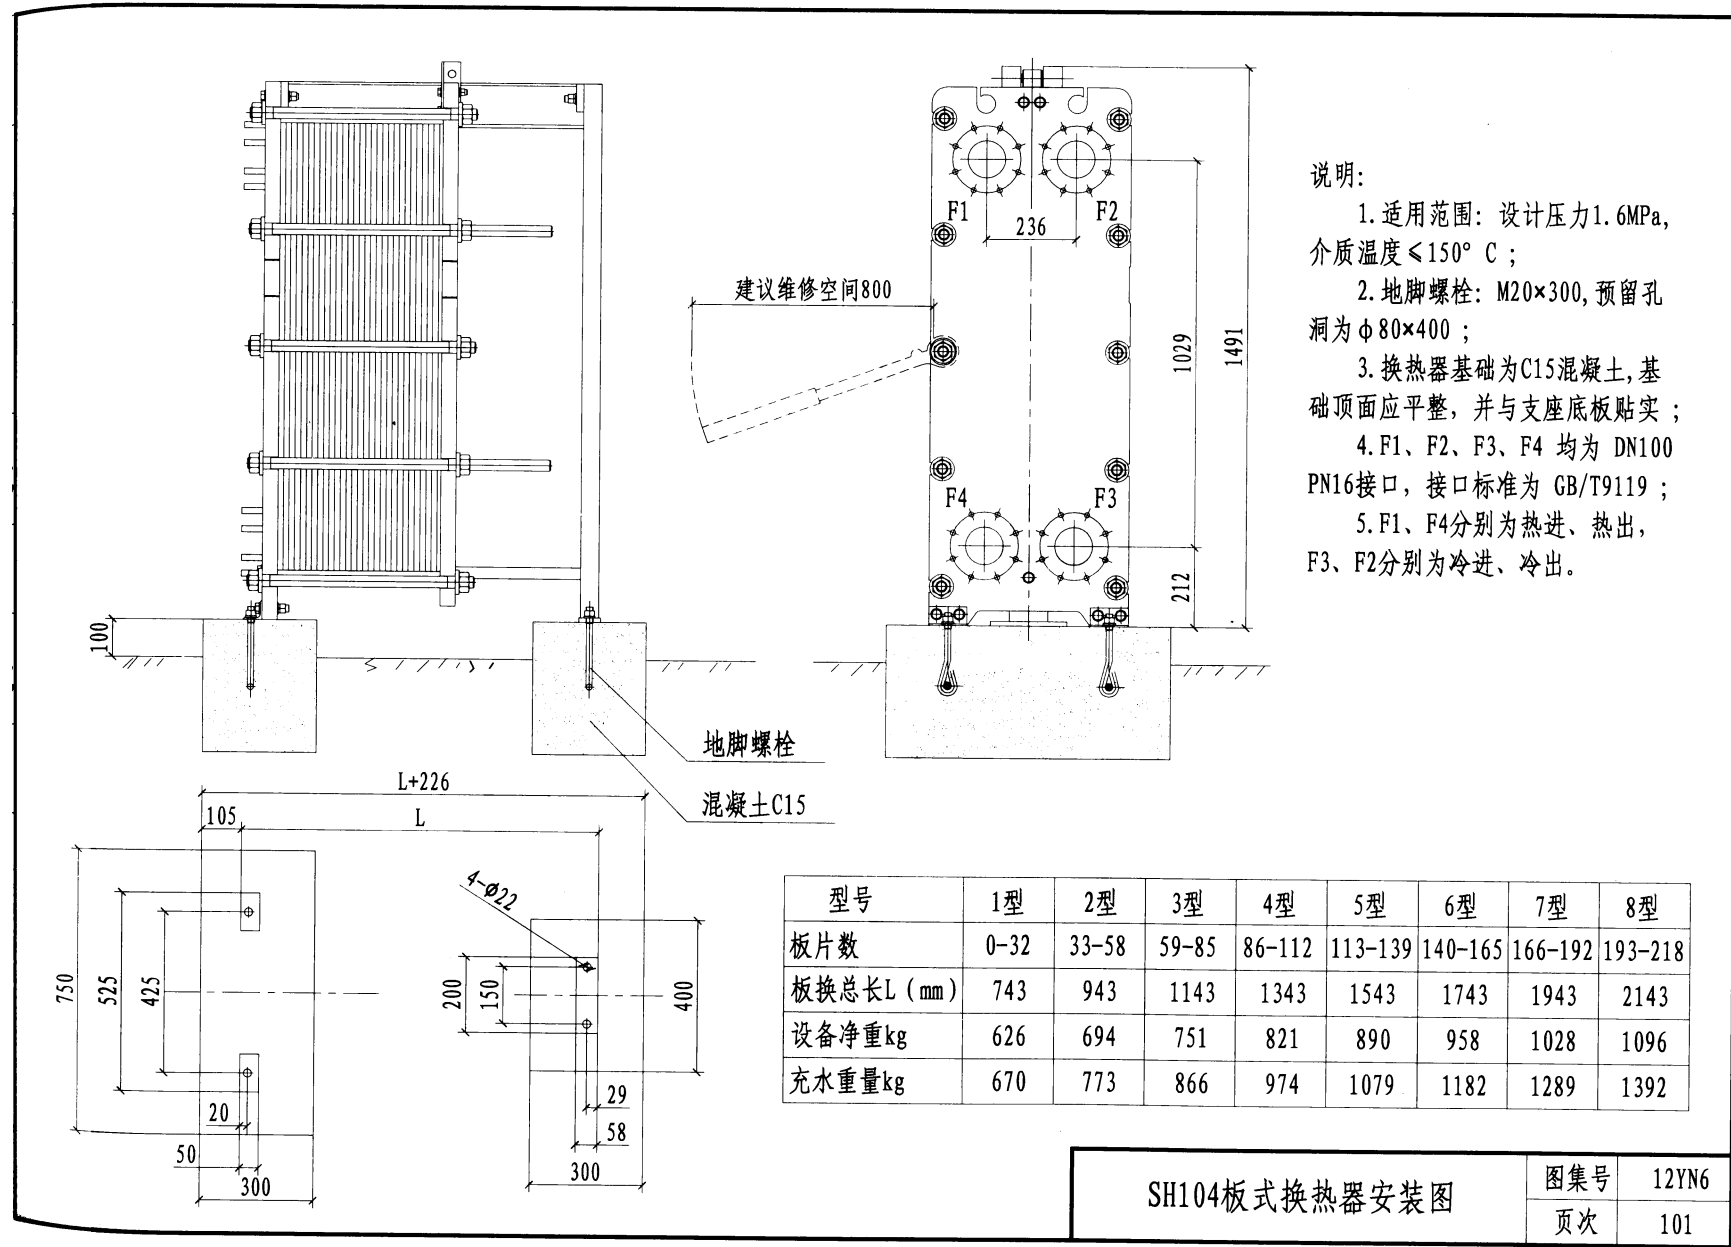 F1
F2
236
建议维修空间800
1029
1491
F4
F3
212
100
地脚螺栓
混凝土C15
说明:
1.适用范围: 设计压力1.6MPa,
介质温度≤150° C ;
2.地脚螺栓: M20×300,预留孔
洞为φ80×400 ;
3.换热器基础为C15混凝土,基
础顶面应平整, 并与支座底板贴实 ;
4.F1、F2、F3、F4 均为 DN100
PN16接口, 接口标准为 GB/T9119 ;
5.F1、F4分别为热进、热出,
F3、F2分别为冷进、冷出。
L+226
105
L
4-ø22
750
525
425
200
150
400
20
50
300
29
58
300
型号 1型 2型 3型 4型 5型 6型 7型 8型
板片数 0-32 33-58 59-85 86-112 113-139 140-165 166-192 193-218
板换总长L(mm) 743 943 1143 1343 1543 1743 1943 2143
设备净重kg 626 694 751 821 890 958 1028 1096
充水重量kg 670 773 866 974 1079 1182 1289 1392
SH104板式换热器安装图
图集号 12YN6
页次 101